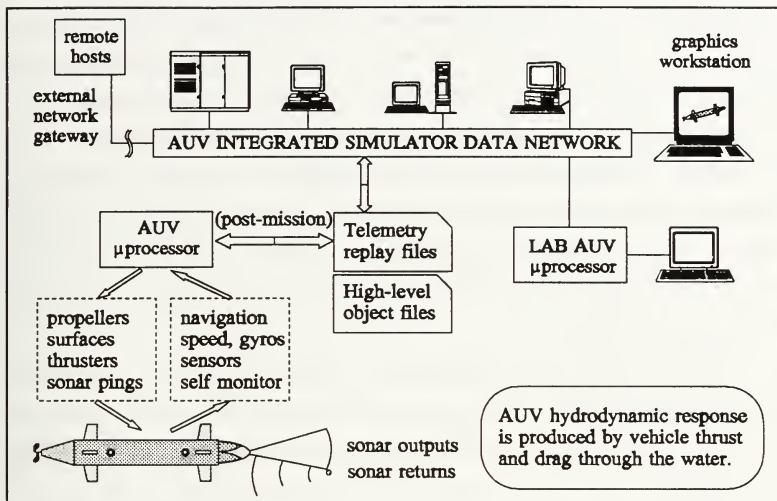 remote
hosts
graphics
workstation
external
network
gateway
AUV INTEGRATED SIMULATOR DATA NETWORK
AUV
µprocessor
(post-mission)
Telemetry
replay files
LAB AUV
µprocessor
High-level
object files
propellers
surfaces
thrusters
sonar pings
navigation
speed, gyros
sensors
self monitor
sonar outputs
sonar returns
AUV hydrodynamic response
is produced by vehicle thrust
and drag through the water.